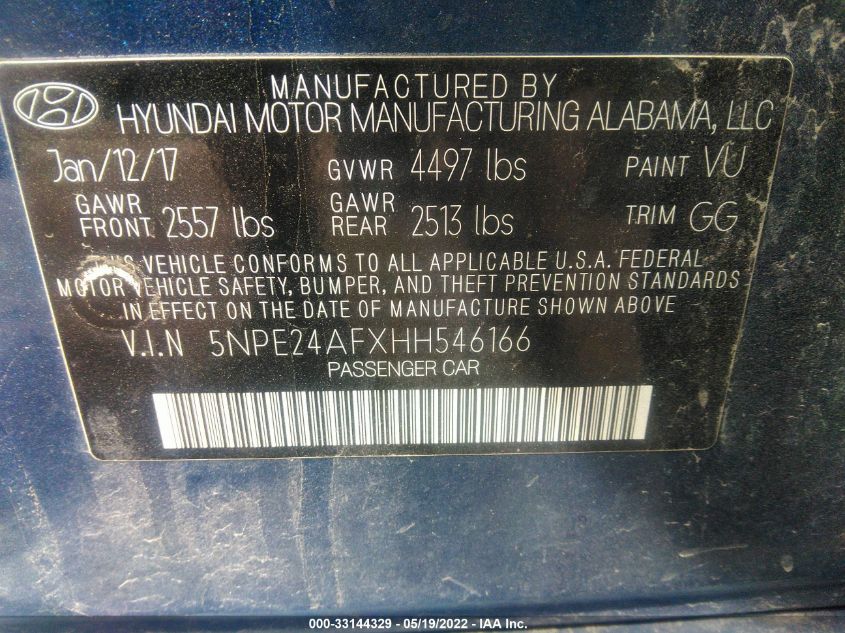 MANUFACTURED BY
HYUNDAI MOTOR MANUFACTURING ALABAMA, LLC
Jan/12/17 GVWR 4497 lbs PAINT VU
GAWR FRONT 2557 lbs GAWR REAR 2513 lbs TRIM GG
VEHICLE CONFORMS TO ALL APPLICABLE U.S.A. FEDERAL
MOTOR VEHICLE SAFETY, BUMPER, AND THEFT PREVENTION STANDARDS
IN EFFECT ON THE DATE OF MANUFACTURE SHOWN ABOVE
V.I.N 5NPE24AFXHH546166
PASSENGER CAR
000-33144329 - 05/19/2022 - IAA Inc.